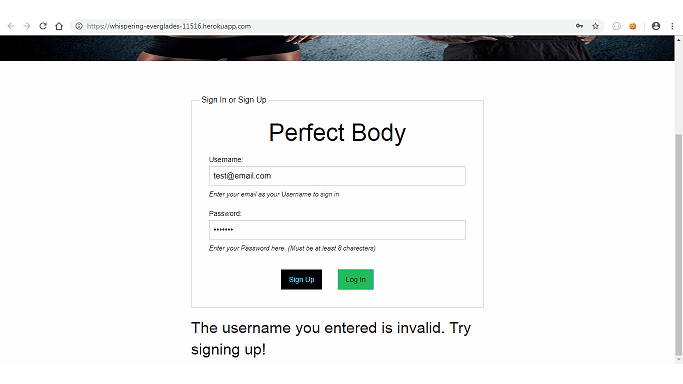 https://whispering-everglades-11516.herokuapp.com
Sign In or Sign Up
Perfect Body
Username:
test@email.com
Enter your email as your Username to sign in
Password:
•••••••
Enter your Password here. (Must be at least 8 charecters)
Sign Up
Log In
The username you entered is invalid. Try
signing up!